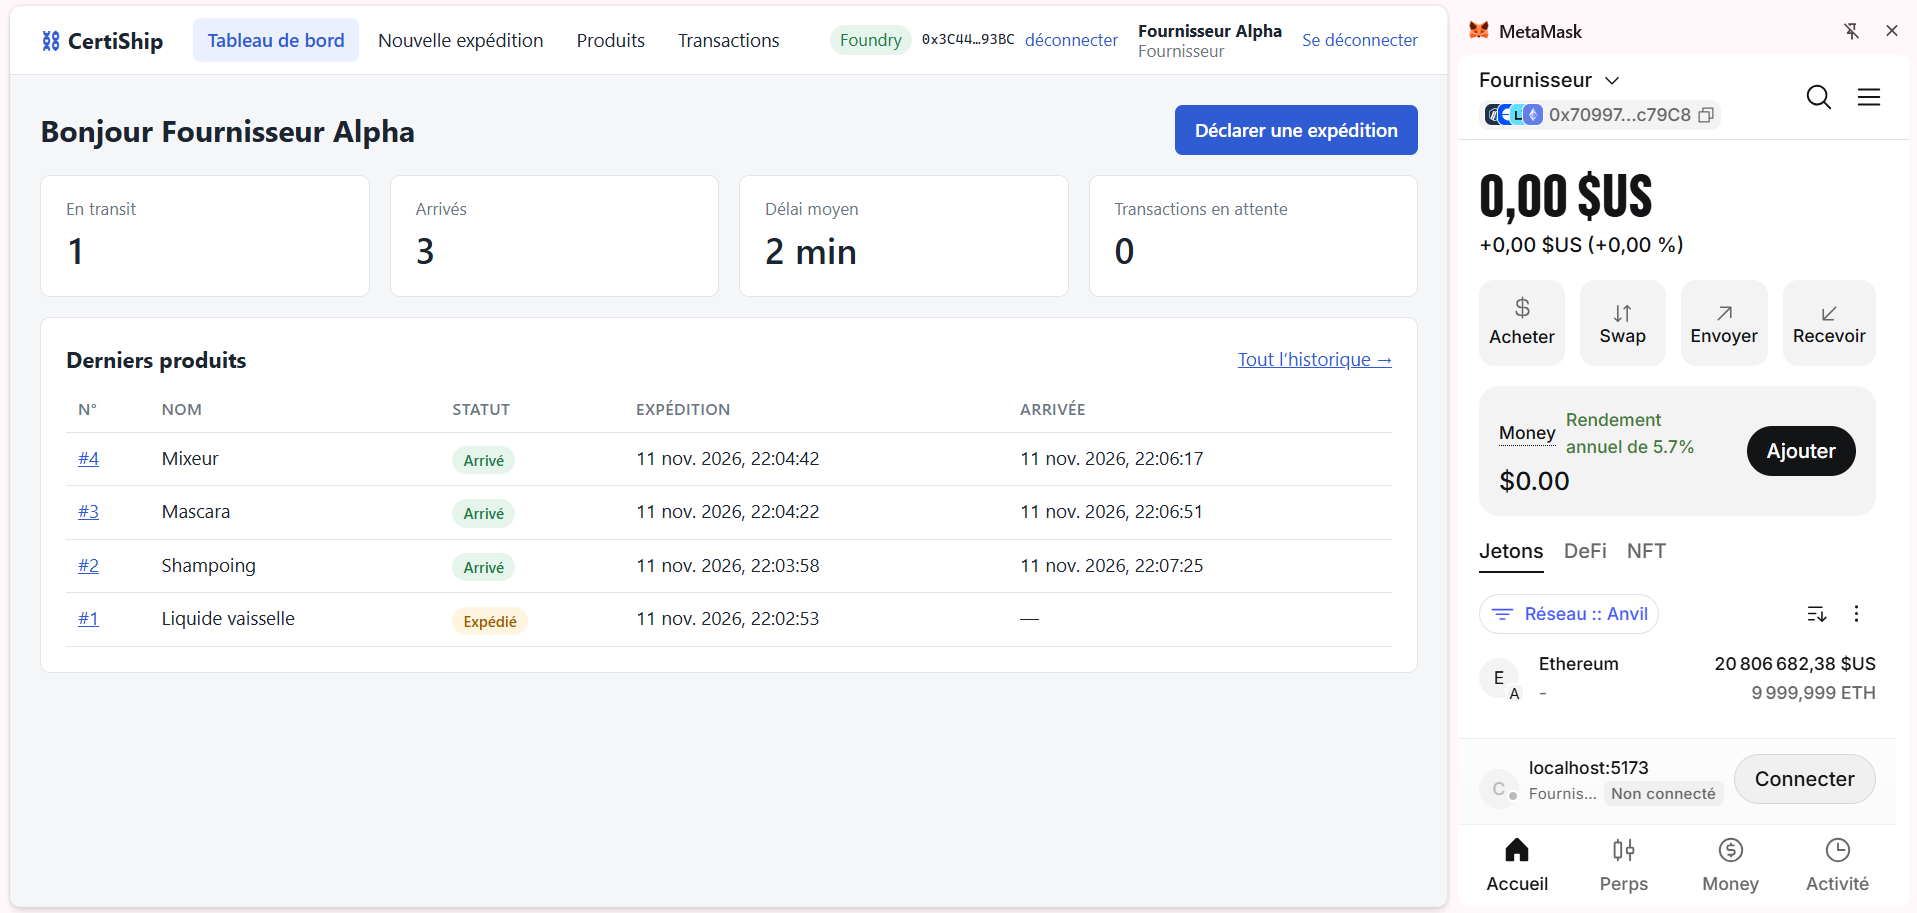 CertiShip
Tableau de bord
Nouvelle expédition
Produits
Transactions
Foundry
0x3C44…93BC
déconnecter
Fournisseur Alpha
Fournisseur
Se déconnecter
Bonjour Fournisseur Alpha
Déclarer une expédition
En transit
1
Arrivés
3
Délai moyen
2 min
Transactions en attente
0
Derniers produits
Tout l’historique →
N° NOM STATUT EXPÉDITION ARRIVÉE
#4 Mixeur Arrivé 11 nov. 2026, 22:04:42 11 nov. 2026, 22:06:17
#3 Mascara Arrivé 11 nov. 2026, 22:04:22 11 nov. 2026, 22:06:51
#2 Shampoing Arrivé 11 nov. 2026, 22:03:58 11 nov. 2026, 22:07:25
#1 Liquide vaisselle Expédié 11 nov. 2026, 22:02:53 —
MetaMask
Fournisseur
0x70997...c79C8
0,00 $US
+0,00 $US (+0,00 %)
Acheter
Swap
Envoyer
Recevoir
Money
Rendement
annuel de 5.7%
$0.00
Ajouter
Jetons
DeFi
NFT
Réseau :: Anvil
E
A
Ethereum
20 806 682,38 $US
-
9 999,999 ETH
C
localhost:5173
Fournis...
Non connecté
Connecter
Accueil
Perps
Money
Activité